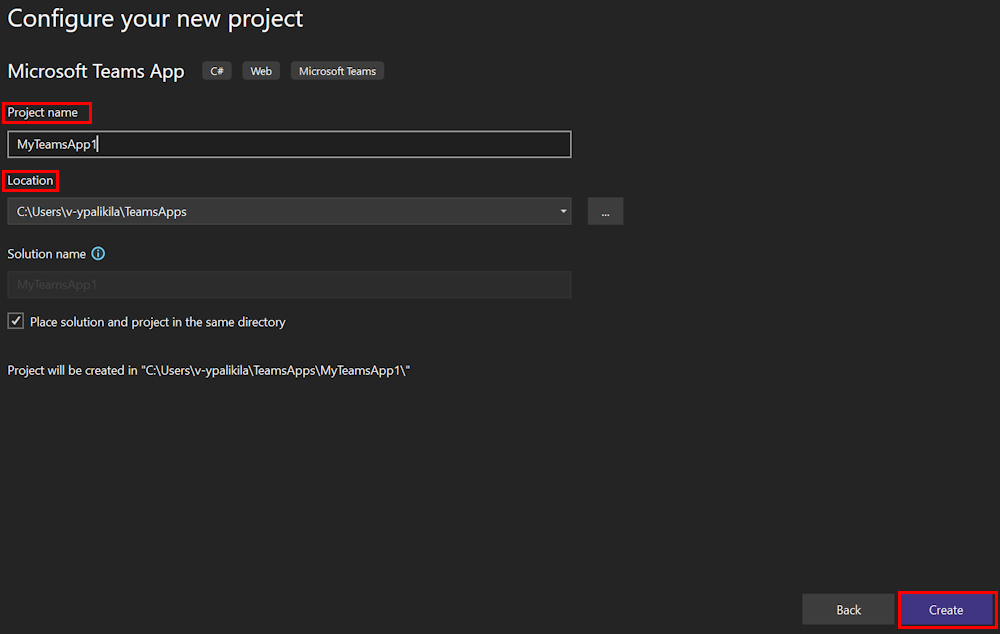 Configure your new project
Microsoft Teams App C# Web Microsoft Teams
Project name
MyTeamsApp1
Location
C:\Users\v-ypalikila\TeamsApps ...
Solution name
MyTeamsApp1
Place solution and project in the same directory
Project will be created in "C:\Users\v-ypalikila\TeamsApps\MyTeamsApp1\"
Back Create